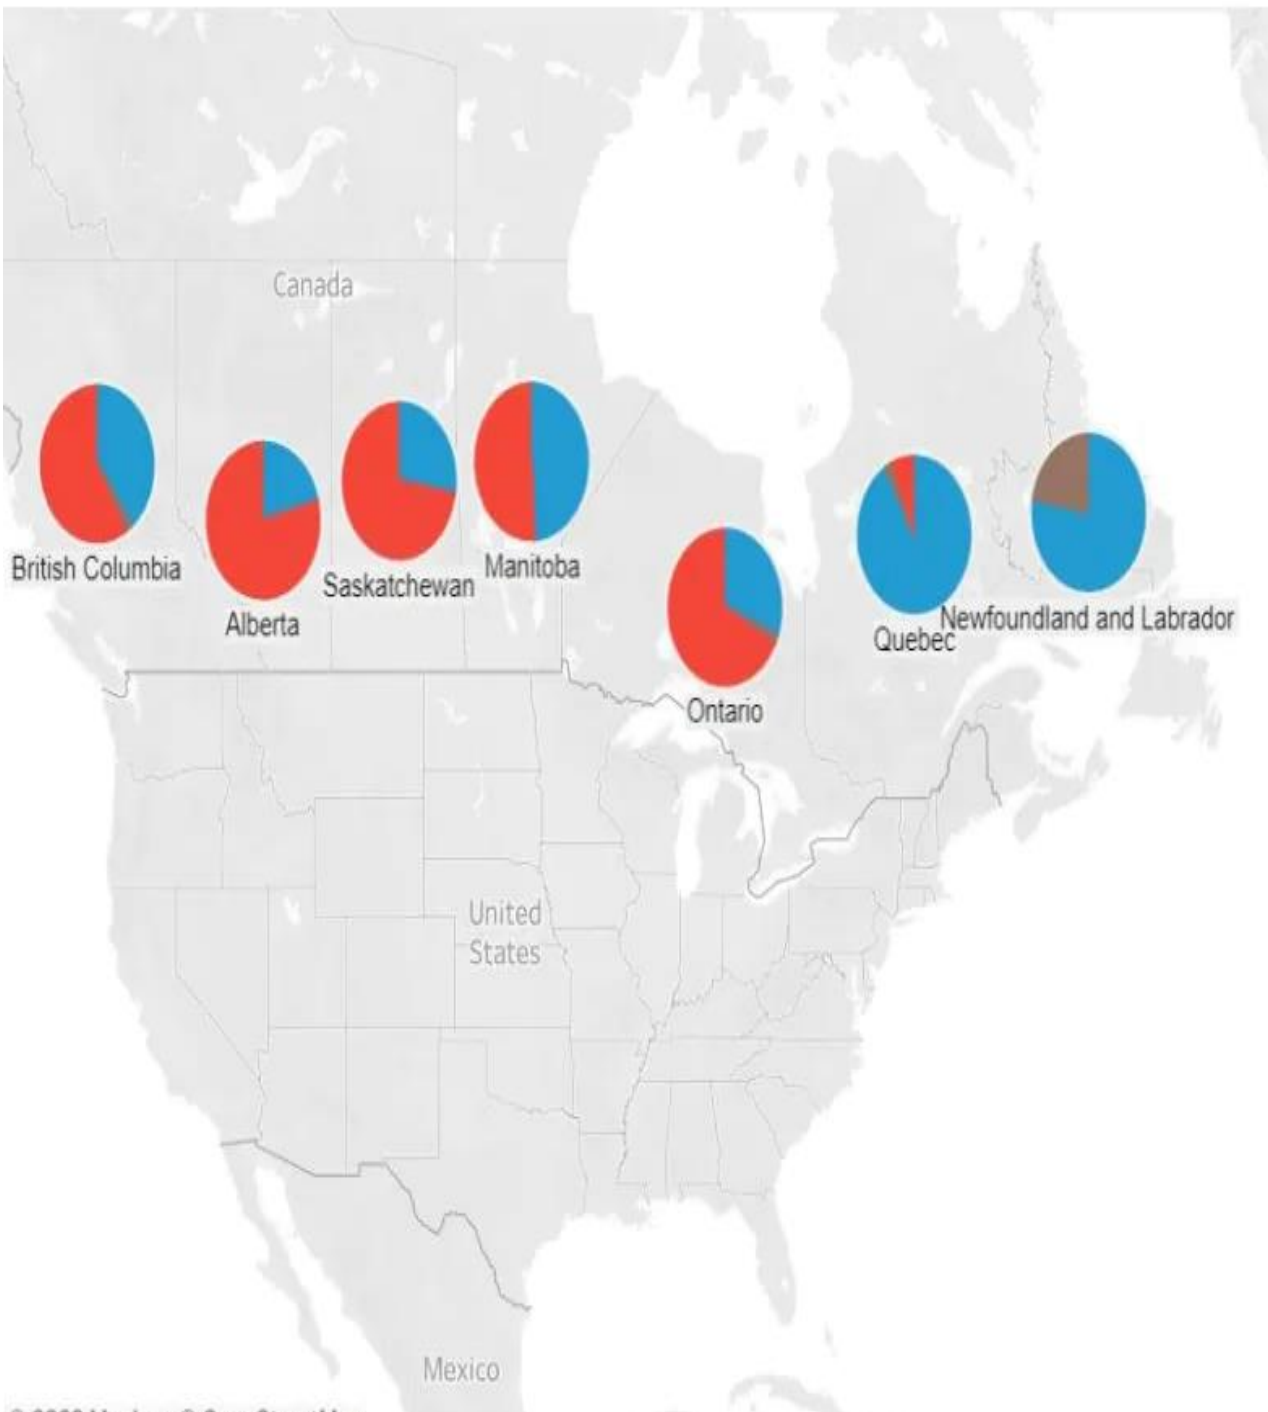 Canada
British Columbia
Alberta
Saskatchewan
Manitoba
Ontario
Quebec
Newfoundland and Labrador
United
States
Mexico